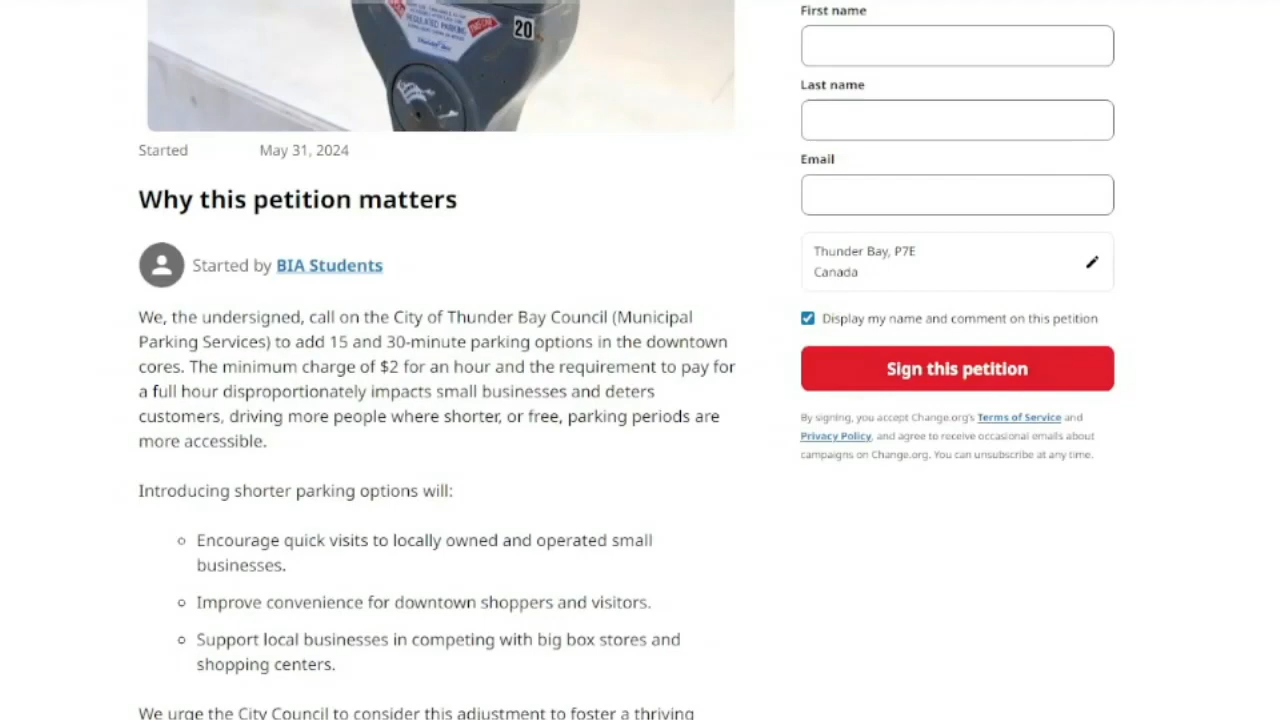 REGULATED PARKING
20
Started May 31, 2024
Why this petition matters
Started by BIA Students
We, the undersigned, call on the City of Thunder Bay Council (Municipal
Parking Services) to add 15 and 30-minute parking options in the downtown
cores. The minimum charge of $2 for an hour and the requirement to pay for
a full hour disproportionately impacts small businesses and deters
customers, driving more people where shorter, or free, parking periods are
more accessible.
Introducing shorter parking options will:
Encourage quick visits to locally owned and operated small
businesses.
Improve convenience for downtown shoppers and visitors.
Support local businesses in competing with big box stores and
shopping centers.
We urge the City Council to consider this adjustment to foster a thriving
First name
Last name
Email
Thunder Bay, P7E
Canada
Display my name and comment on this petition
Sign this petition
By signing, you accept Change.org's Terms of Service and
Privacy Policy, and agree to receive occasional emails about
campaigns on Change.org. You can unsubscribe at any time.